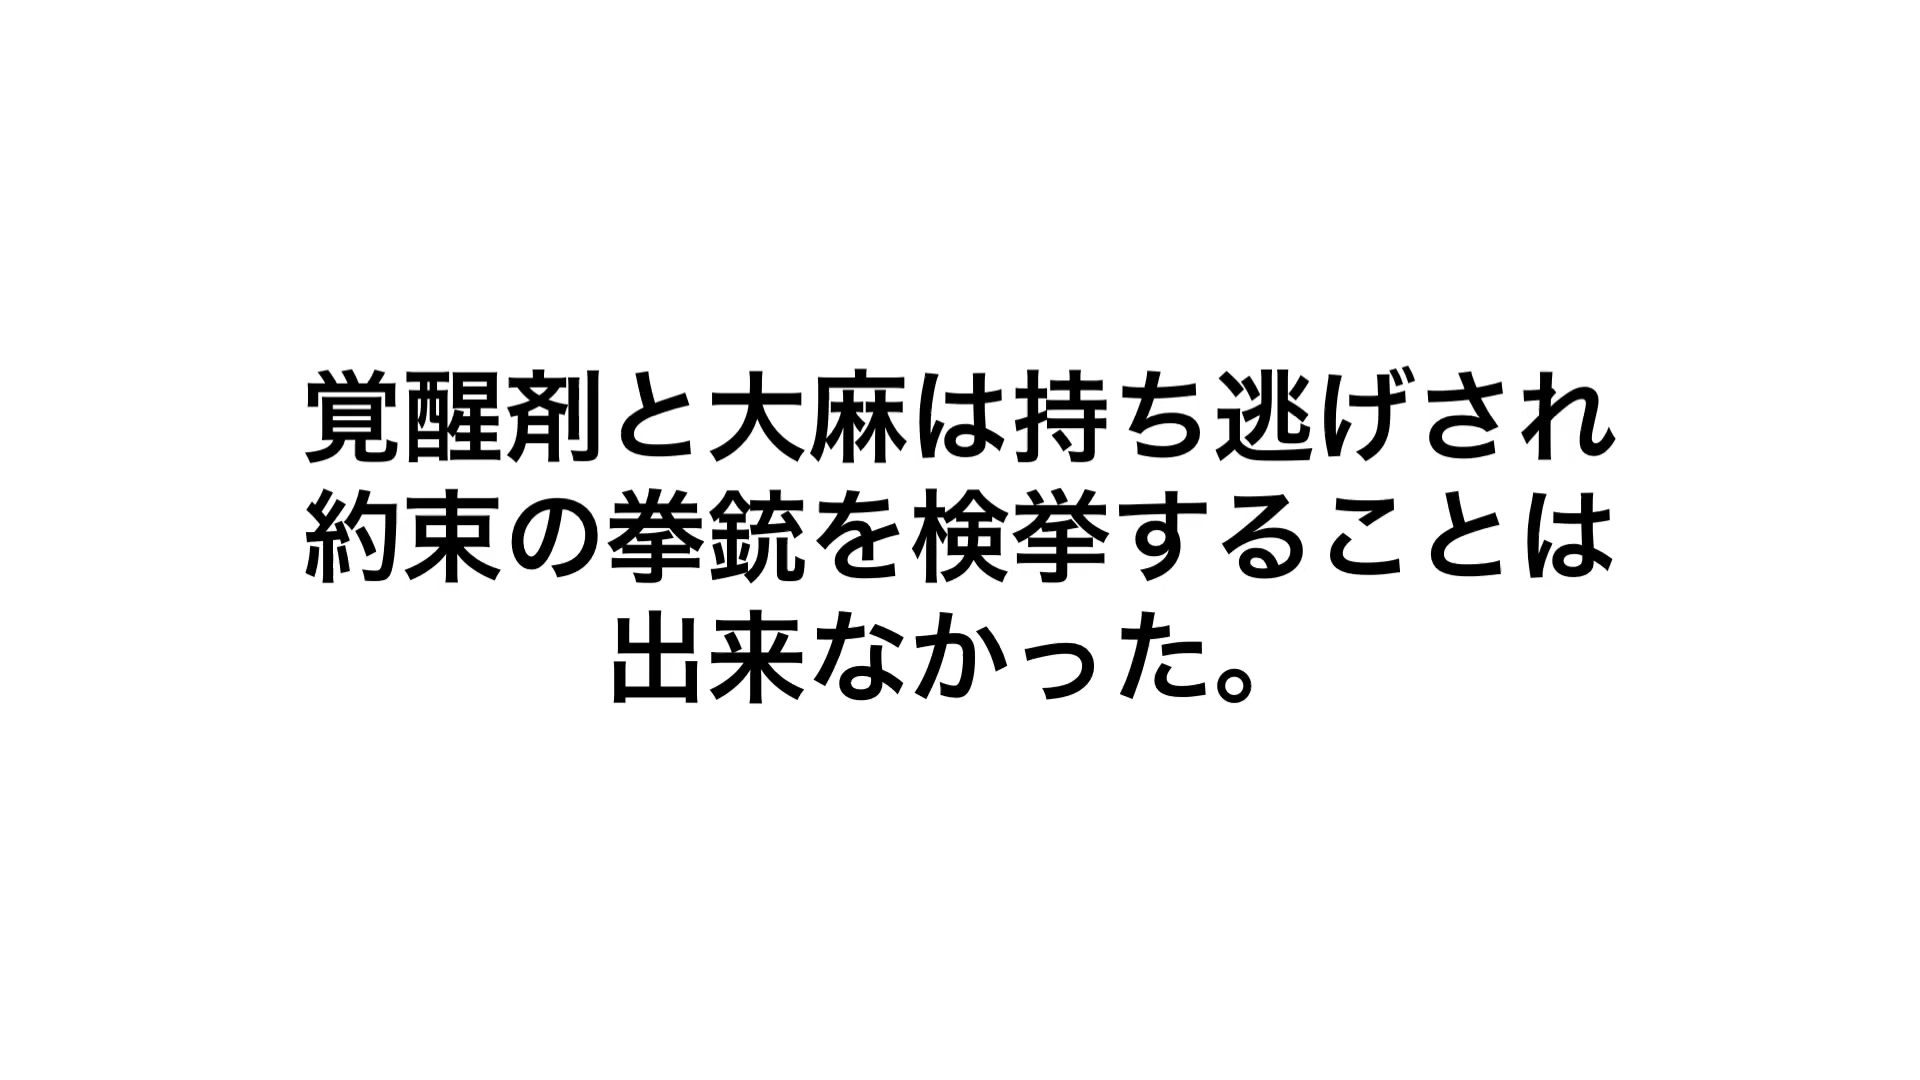 覚醒剤と大麻は持ち逃げされ
約束の拳銃を検挙することは
出来なかった。